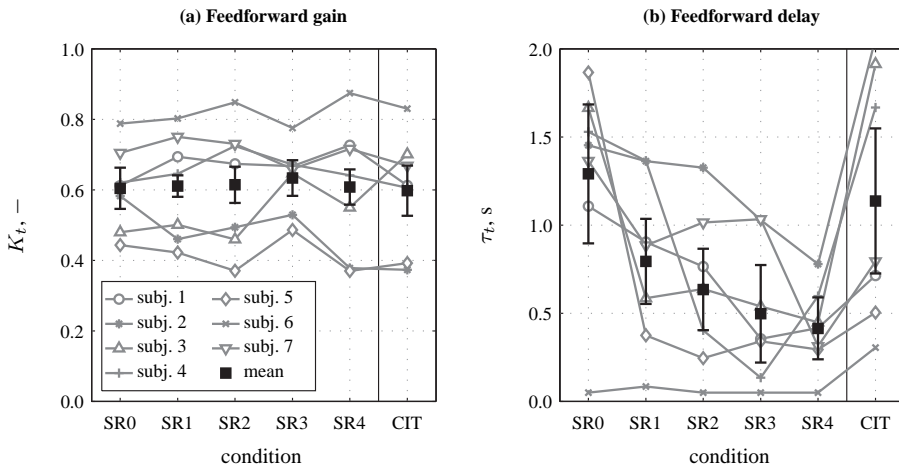 (a) Feedforward gain
1.0
0.8
0.6
0.4
0.2
0.0
K_t, −
subj. 1
subj. 2
subj. 3
subj. 4
subj. 5
subj. 6
subj. 7
mean
SR0 SR1 SR2 SR3 SR4 CIT
condition
(b) Feedforward delay
2.0
1.5
1.0
0.5
0.0
τ_t, s
SR0 SR1 SR2 SR3 SR4 CIT
condition